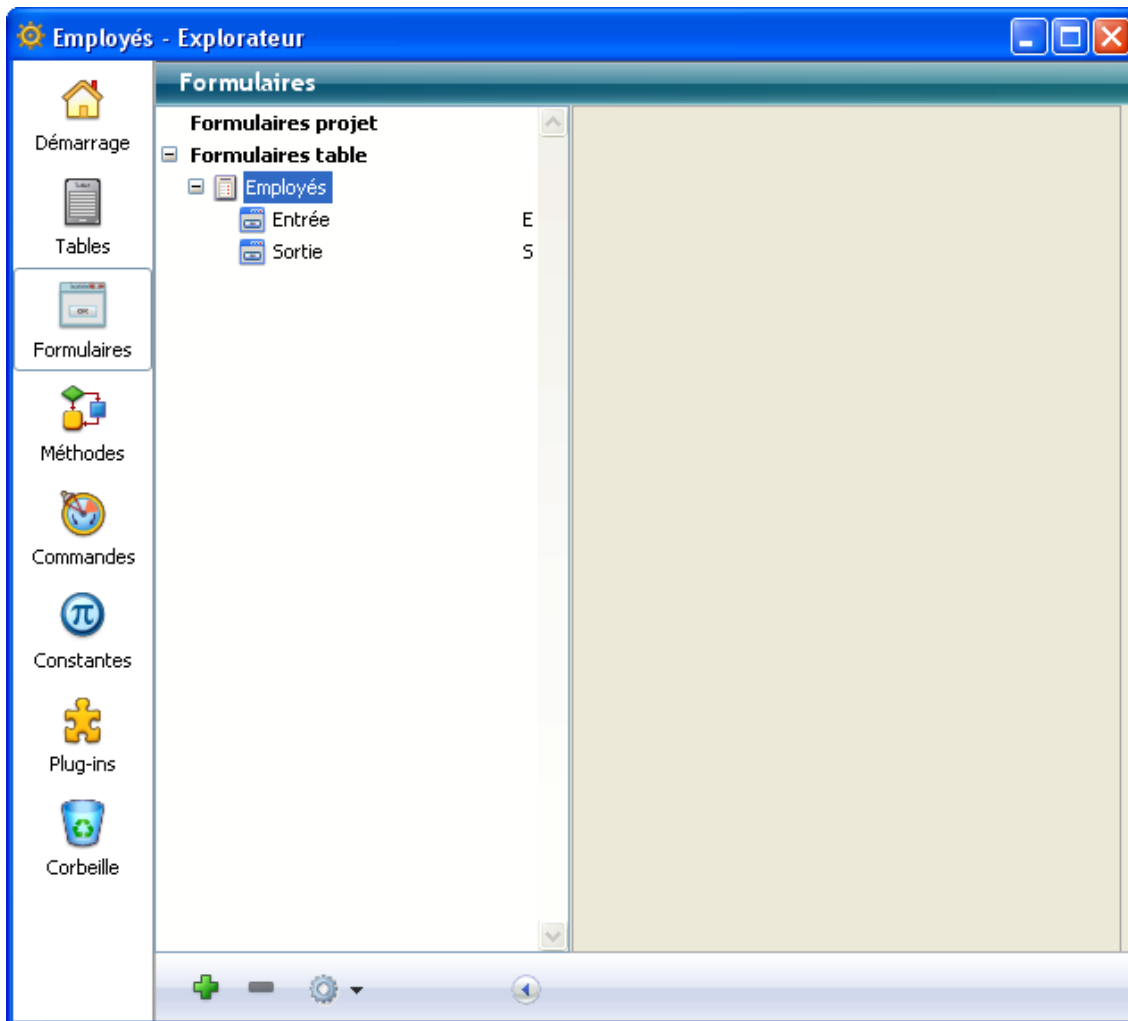 Employés - Explorateur
Démarrage
Tables
Formulaires
Méthodes
Commandes
Constantes
Plug-ins
Corbeille
Formulaires
Formulaires projet
Formulaires table
Employés
Entrée E
Sortie S